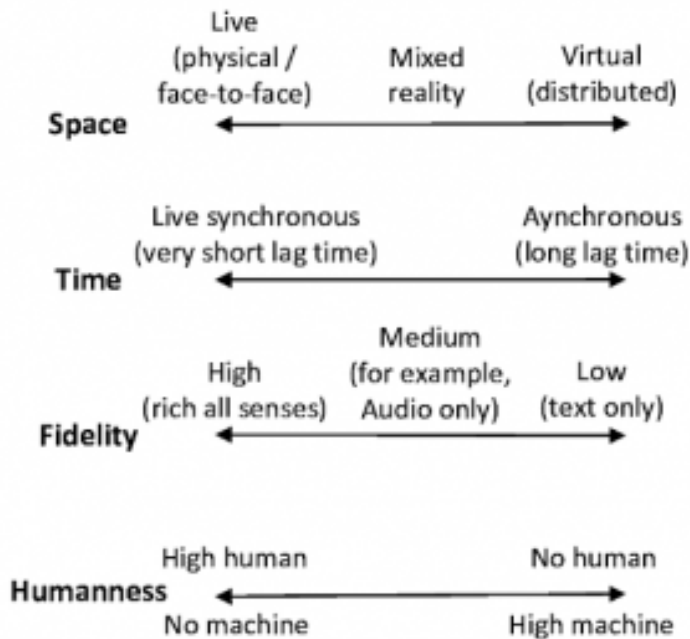 Live
(physical /
face-to-face)
Mixed
reality
Virtual
(distributed)
Space
Live synchronous
(very short lag time)
Aynchronous
(long lag time)
Time
High
(rich all senses)
Medium
(for example,
Audio only)
Low
(text only)
Fidelity
High human
No human
Humanness
No machine
High machine